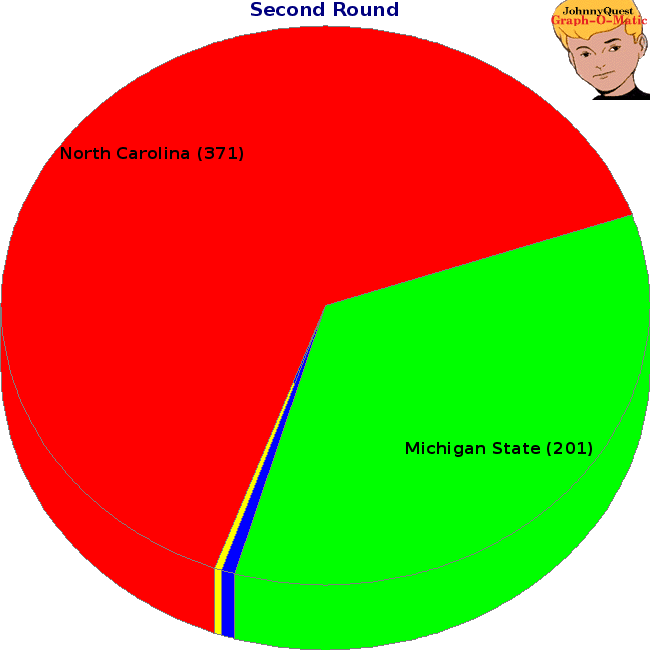 Second Round
JohnnyQuest
Graph-O-Matic
North Carolina (371)
Michigan State (201)